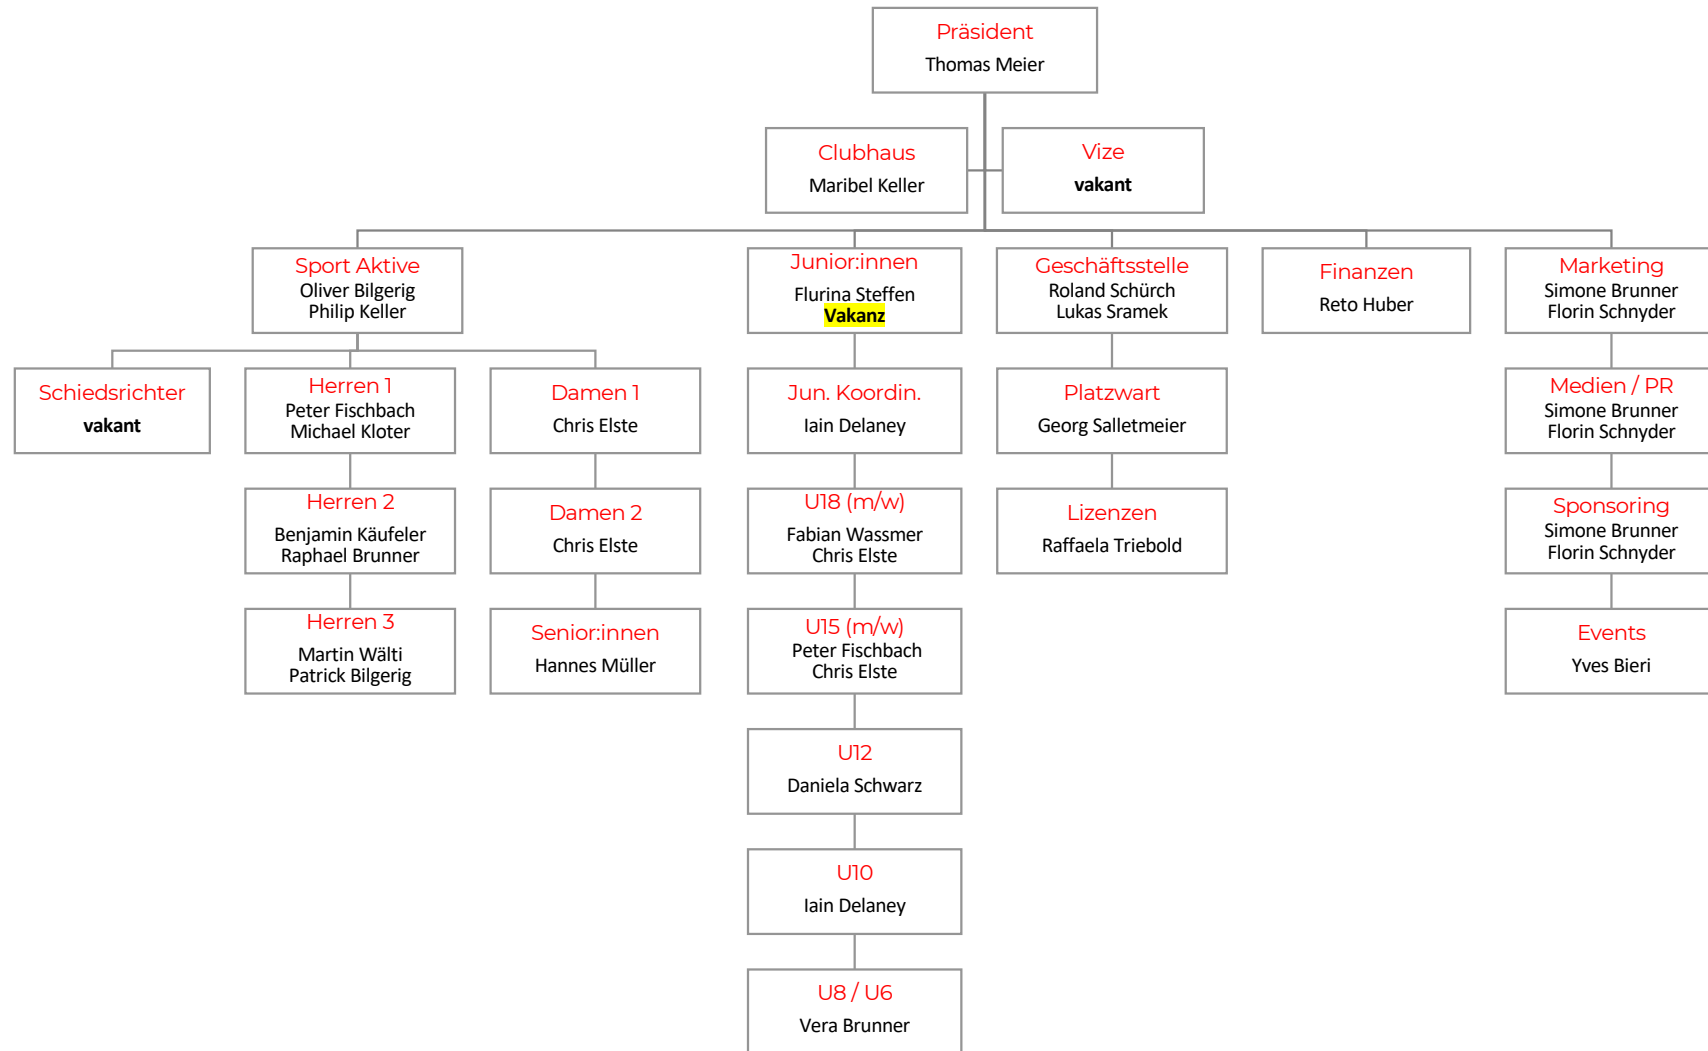 Präsident
Thomas Meier
Clubhaus
Maribel Keller
Vize
vakant
Sport Aktive
Oliver Bilgerig
Philip Keller
Junior:innen
Flurina Steffen
Vakanz
Geschäftsstelle
Roland Schürch
Lukas Sramek
Finanzen
Reto Huber
Marketing
Simone Brunner
Florin Schnyder
Schiedsrichter
vakant
Herren 1
Peter Fischbach
Michael Kloter
Damen 1
Chris Elste
Jun. Koordin.
Iain Delaney
Platzwart
Georg Salletmeier
Medien / PR
Simone Brunner
Florin Schnyder
Herren 2
Benjamin Käufeler
Raphael Brunner
Damen 2
Chris Elste
U18 (m/w)
Fabian Wassmer
Chris Elste
Lizenzen
Raffaela Triebold
Sponsoring
Simone Brunner
Florin Schnyder
Herren 3
Martin Wälti
Patrick Bilgerig
Senior:innen
Hannes Müller
U15 (m/w)
Peter Fischbach
Chris Elste
Events
Yves Bieri
U12
Daniela Schwarz
U10
Iain Delaney
U8 / U6
Vera Brunner